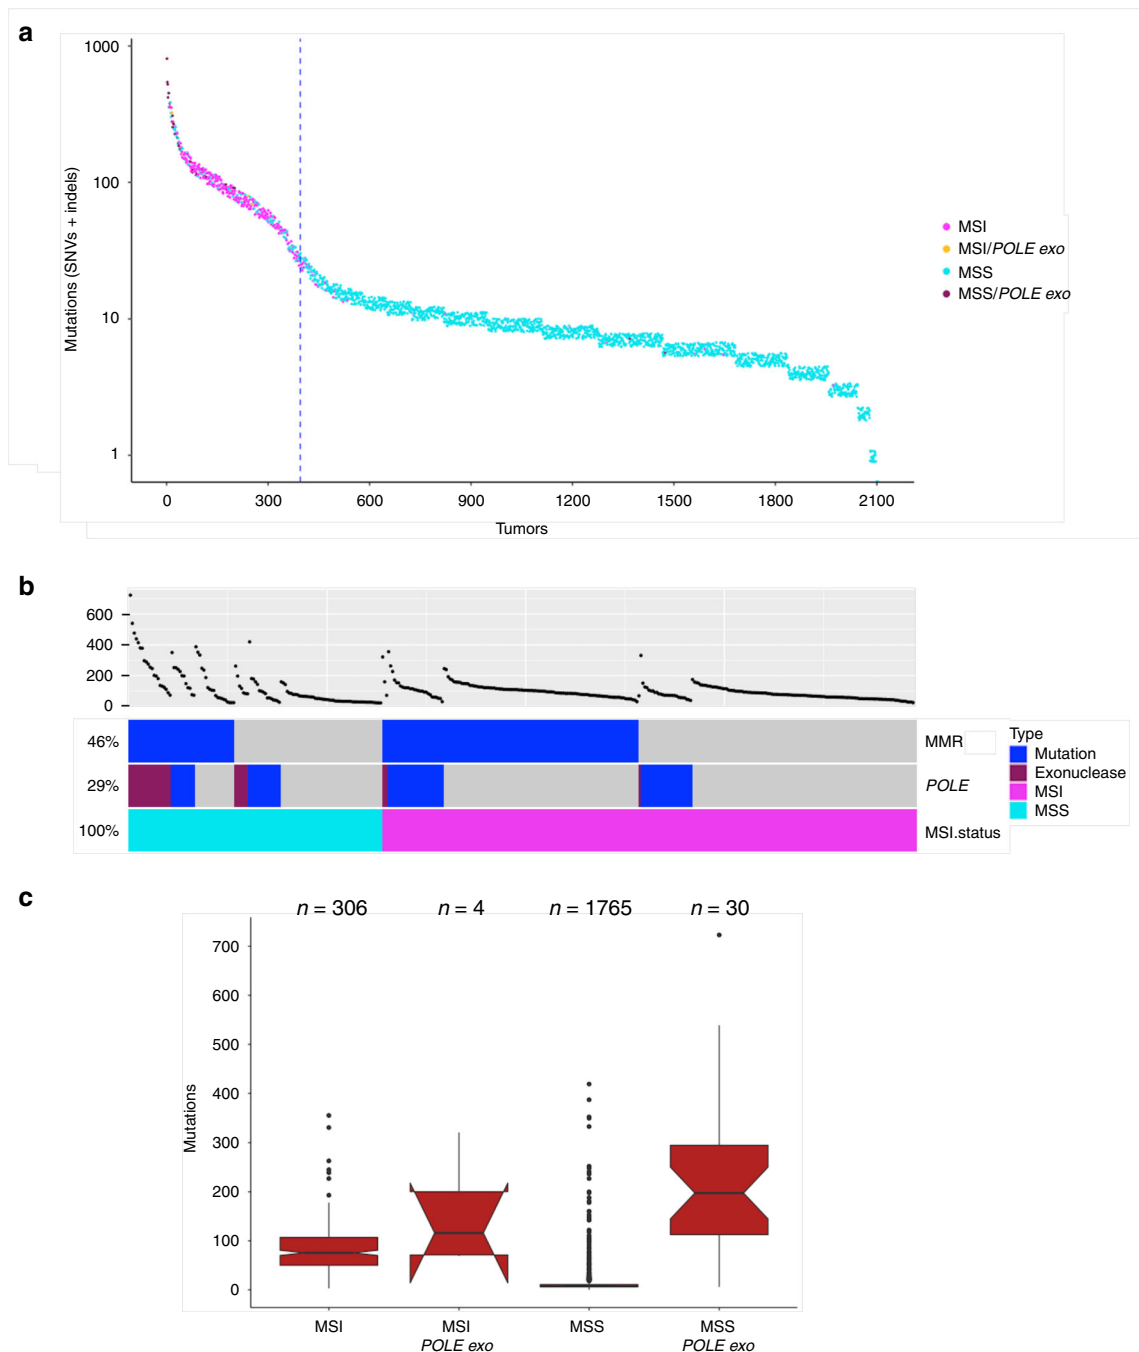 a
1000
100
10
1
Mutations (SNVs + indels)
0 300 600 900 1200 1500 1800 2100
Tumors
MSI
MSI/POLE exo
MSS
MSS/POLE exo
b
600
400
200
0
46%
29%
100%
MMR
POLE
MSI.status
Type
Mutation
Exonuclease
MSI
MSS
c
n = 306 n = 4 n = 1765 n = 30
700
600
500
400
300
200
100
0
Mutations
MSI MSI MSS MSS
POLE exo POLE exo